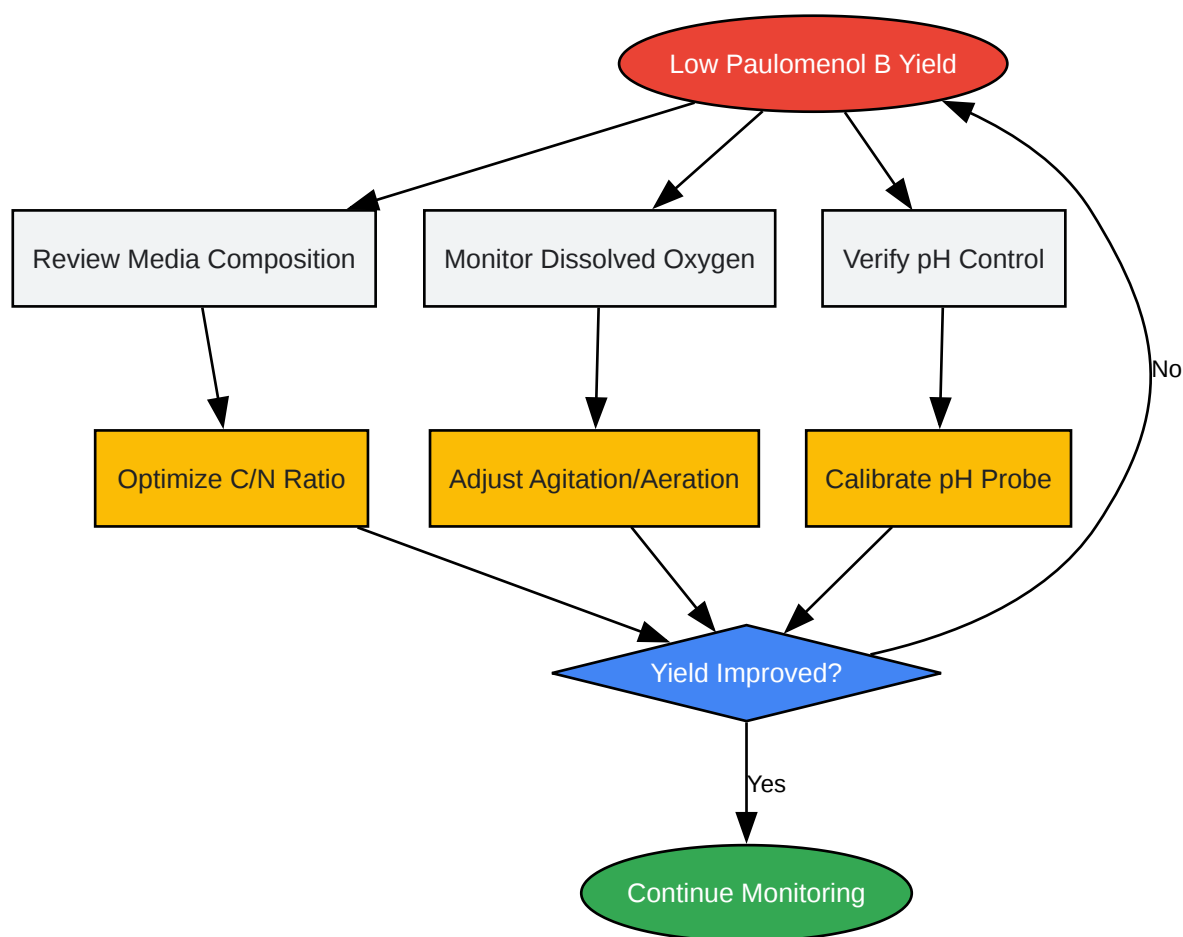 Low Paulomenol B Yield
Review Media Composition
Monitor Dissolved Oxygen
Verify pH Control
No
Optimize C/N Ratio
Adjust Agitation/Aeration
Calibrate pH Probe
Yield Improved?
Yes
Continue Monitoring